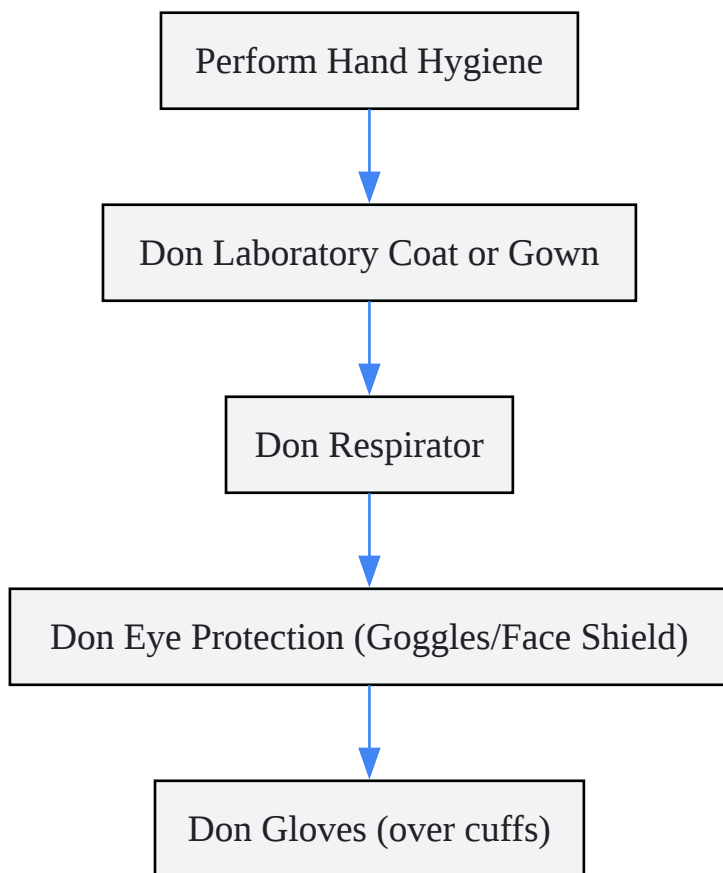 Perform Hand Hygiene
Don Laboratory Coat or Gown
Don Respirator
Don Eye Protection (Goggles/Face Shield)
Don Gloves (over cuffs)